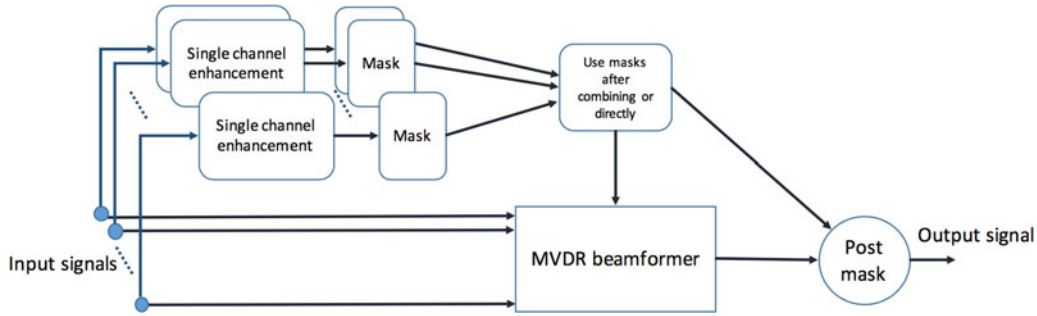 Single channel
enhancement
Mask
Use masks
after
combining or
directly
Single channel
enhancement
Mask
Input signals
MVDR beamformer
Post
mask
Output signal